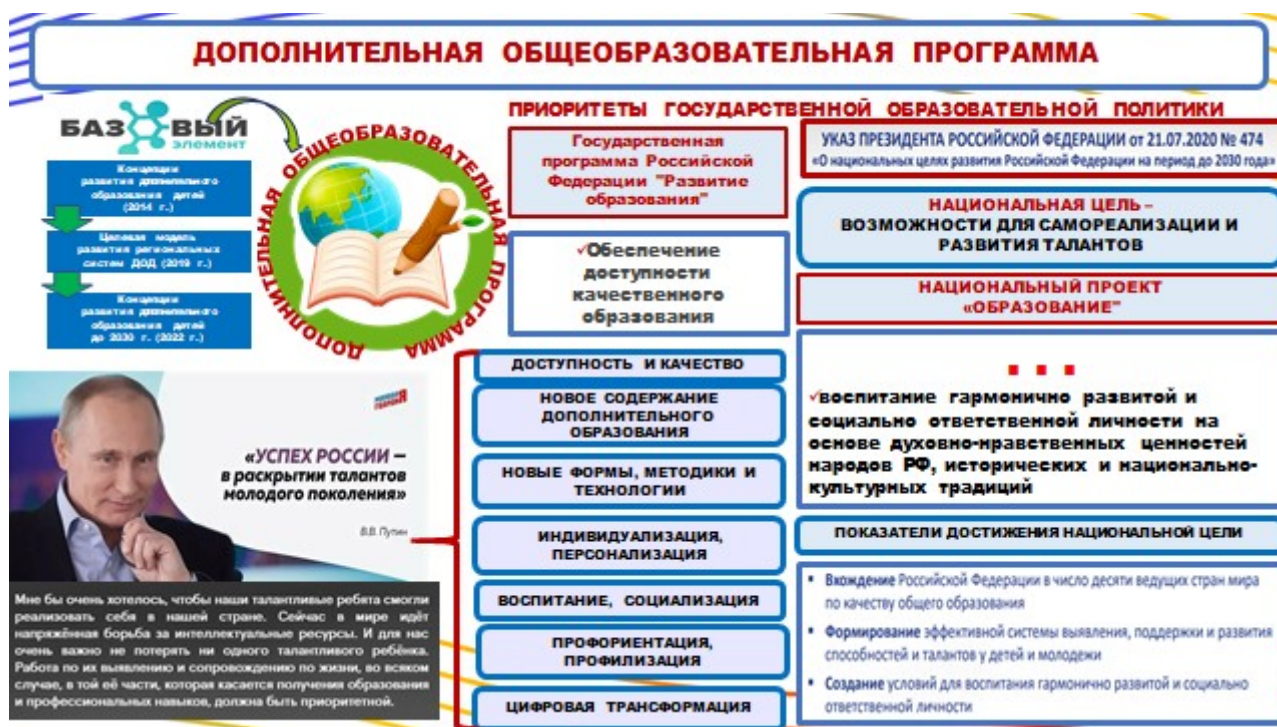 ДОПОЛНИТЕЛЬНАЯ ОБЩЕОБРАЗОВАТЕЛЬНАЯ ПРОГРАММА
БАЗОВЫЙ
элемент
Концепция
развития дополнительного
образования детей
(2014 г.)
Целевая модель
развития региональных
систем ДОД (2019 г.)
Концепция
развития дополнительного
образования детей
до 2030 г. (2022 г.)
ДОПОЛНИТЕЛЬНАЯ ОБЩЕОБРАЗОВАТЕЛЬНАЯ ПРОГРАММА
ПРИОРИТЕТЫ ГОСУДАРСТВЕННОЙ ОБРАЗОВАТЕЛЬНОЙ ПОЛИТИКИ
Государственная
программа Российской
Федерации "Развитие
образования"
✓Обеспечение
доступности
качественного
образования
УКАЗ ПРЕЗИДЕНТА РОССИЙСКОЙ ФЕДЕРАЦИИ от 21.07.2020 № 474
«О национальных целях развития Российской Федерации на период до 2030 года»
НАЦИОНАЛЬНАЯ ЦЕЛЬ –
ВОЗМОЖНОСТИ ДЛЯ САМОРЕАЛИЗАЦИИ И
РАЗВИТИЯ ТАЛАНТОВ
НАЦИОНАЛЬНЫЙ ПРОЕКТ
«ОБРАЗОВАНИЕ"
...
✓воспитание гармонично развитой и
социально ответственной личности на
основе духовно-нравственных ценностей
народов РФ, исторических и национально-
культурных традиций
ПОКАЗАТЕЛИ ДОСТИЖЕНИЯ НАЦИОНАЛЬНОЙ ЦЕЛИ
▪ Вхождение Российской Федерации в число десяти ведущих стран мира
по качеству общего образования
▪ Формирование эффективной системы выявления, поддержки и развития
способностей и талантов у детей и молодежи
▪ Создание условий для воспитания гармонично развитой и социально
ответственной личности
ДОСТУПНОСТЬ И КАЧЕСТВО
НОВОЕ СОДЕРЖАНИЕ
ДОПОЛНИТЕЛЬНОГО
ОБРАЗОВАНИЯ
НОВЫЕ ФОРМЫ, МЕТОДИКИ И
ТЕХНОЛОГИИ
ИНДИВИДУАЛИЗАЦИЯ,
ПЕРСОНАЛИЗАЦИЯ
ВОСПИТАНИЕ, СОЦИАЛИЗАЦИЯ
ПРОФОРИЕНТАЦИЯ,
ПРОФИЛИЗАЦИЯ
ЦИФРОВАЯ ТРАНСФОРМАЦИЯ
«УСПЕХ РОССИИ –
в раскрытии талантов
молодого поколения»
В.В. Путин
Мне бы очень хотелось, чтобы наши талантливые ребята смогли
реализовать себя в нашей стране. Сейчас в мире идёт
напряжённая борьба за интеллектуальные ресурсы. И для нас
очень важно не потерять ни одного талантливого ребёнка.
Работа по их выявлению и сопровождению по жизни, во всяком
случае, в той её части, которая касается получения образования
и профессиональных навыков, должна быть приоритетной.